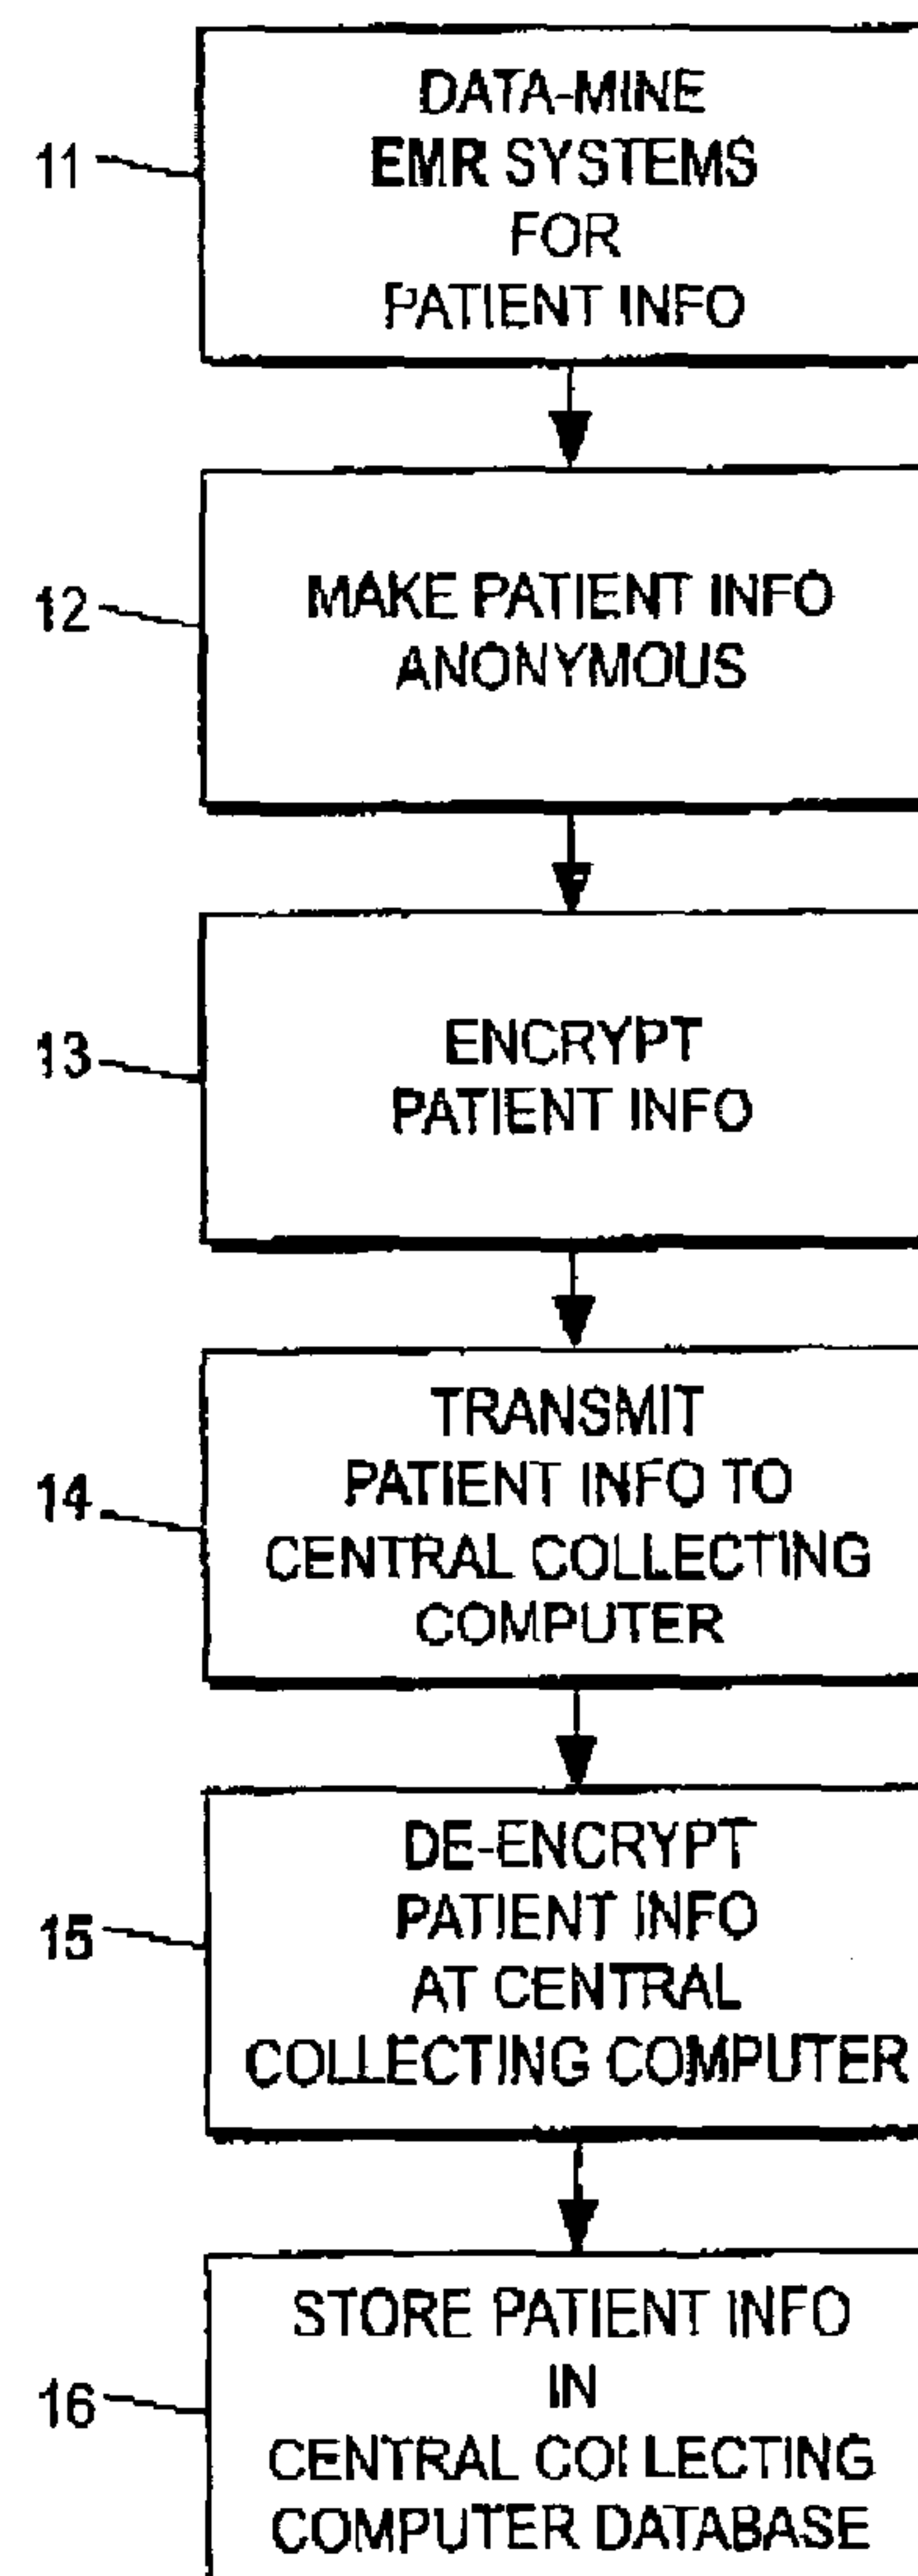 DATA-MINE
11 EMR SYSTEMS
FOR
PATIENT INFO
12 MAKE PATIENT INFO
ANONYMOUS
13 ENCRYPT
PATIENT INFO
TRANSMIT
14 PATIENT INFO TO
CENTRAL COLLECTING
COMPUTER
DE-ENCRYPT
PATIENT INFO
15 AT CENTRAL
COLLECTING COMPUTER
STORE PATIENT INFO
IN
16 CENTRAL COLLECTING
COMPUTER DATABASE